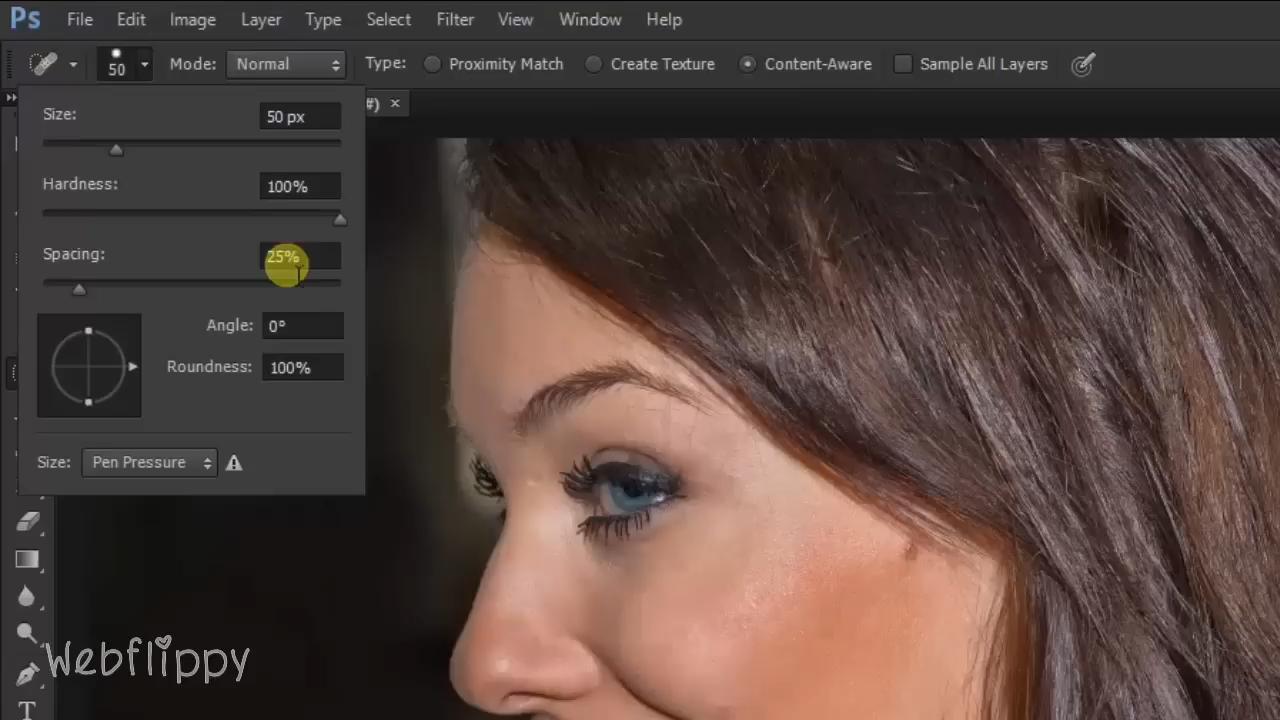 Ps File Edit Image Layer Type Select Filter View Window Help
50 Mode: Normal Type: Proximity Match Create Texture Content-Aware Sample All Layers
#) ×
Size: 50 px
Hardness: 100%
Spacing: 25%
Angle: 0°
Roundness: 100%
Size: Pen Pressure
Webflippy
T